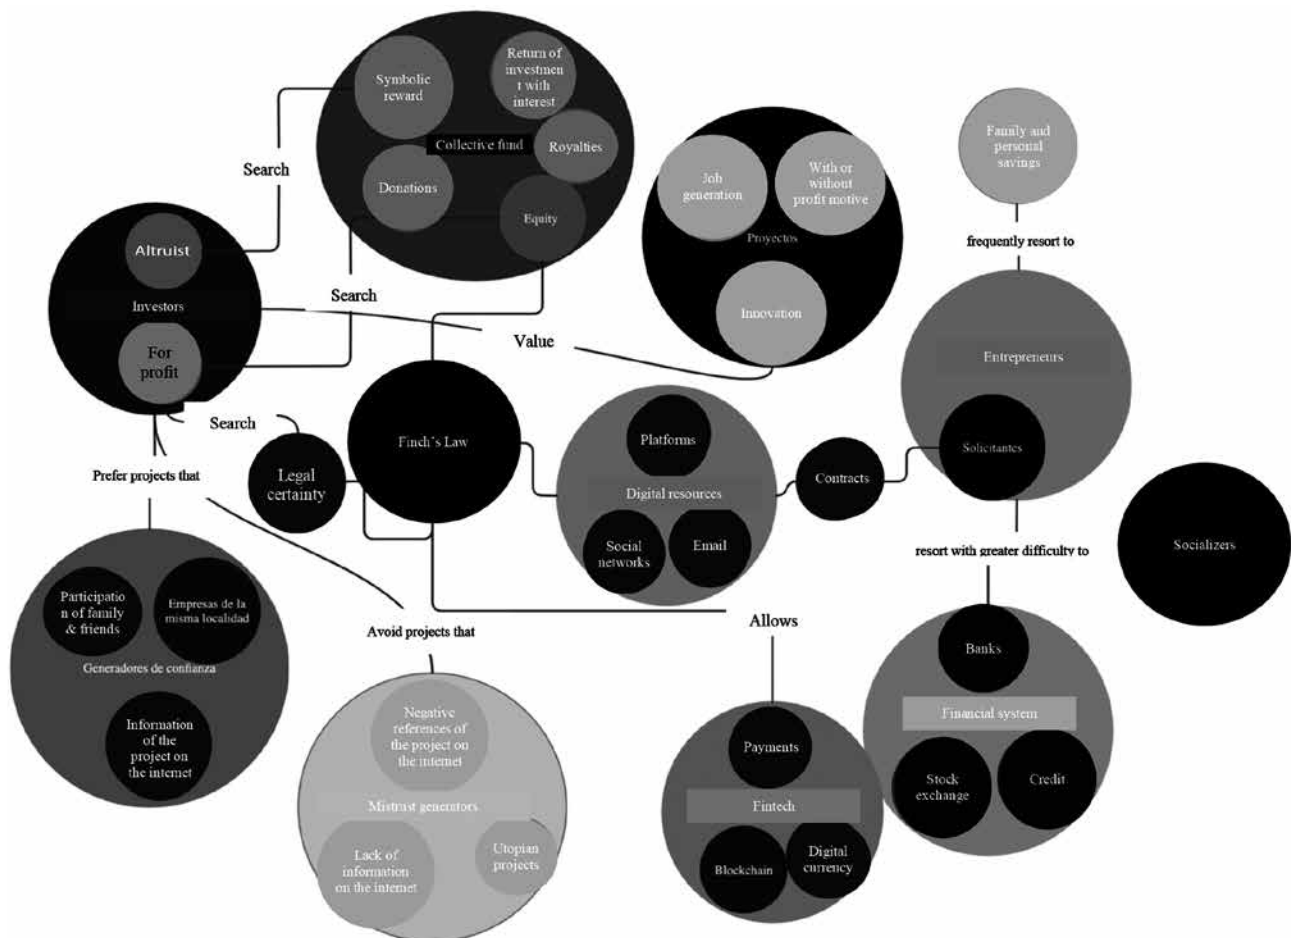 Symbolic
reward
Return of
investmen
t with
interest
Collective fund
Royalties
Donations
Equity
Search
Altruist
Investors
For
profit
Search
Value
Search
Job
generation
With or
without
profit motive
Proyectos
Innovation
Family and
personal
savings
frequently resort to
Entrepreneurs
Solicitantes
Finch´s Law
Legal
certainty
Platforms
Digital resources
Social
networks
Email
Contracts
Socializers
resort with greater difficulty to
Prefer projects that
Participatio
n of family
& friends
Empresas de la
misma localidad
Generadores de confianza
Information
of the
project on
the internet
Avoid projects that
Negative
references of
the project on
the internet
Mistrust generators
Lack of
information
on the internet
Utopian
projects
Allows
Payments
Fintech
Blockchain
Digital
currency
Banks
Financial system
Stock
exchange
Credit